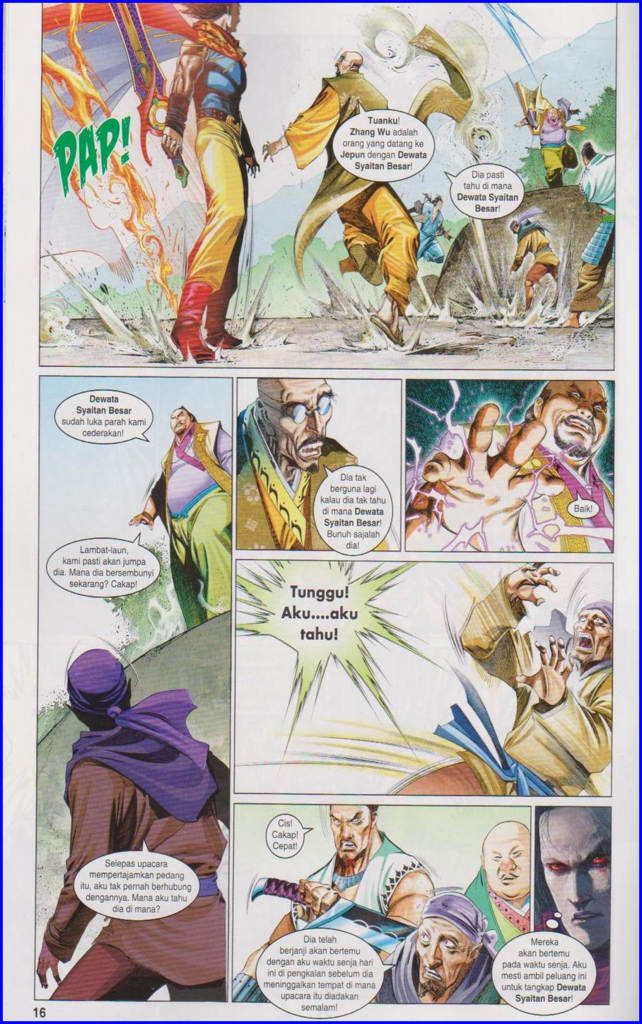 PAP!
Tuanku!
Zhang Wu adalah
orang yang datang ke
Jepun dengan Dewata
Syaitan Besar!
Dia pasti
tahu di mana
Dewata Syaitan
Besar!
Dewata
Syaitan Besar
sudah luka parah kami
cederakan!
Lambat-laun,
kami pasti akan jumpa
dia. Mana dia bersembunyi
sekarang? Cakap!
Selepas upacara
mempertajamkan pedang
itu, aku tak pernah berhubung
dengannya. Mana aku tahu
dia di mana?
Dia tak
berguna lagi
kalau dia tak tahu
di mana Dewata
Syaitan Besar!
Bunuh sajalah
dia!
Baik!
Tunggu!
Aku....aku
tahu!
Cis!
Cakap!
Cepat!
Dia telah
berjanji akan bertemu
dengan aku waktu senja hari
ini di pengkalan sebelum dia
meninggalkan tempat di mana
upacara itu diadakan
semalam!
Mereka
akan bertemu
pada waktu senja. Aku
mesti ambil peluang ini
untuk tangkap Dewata
Syaitan Besar!
16